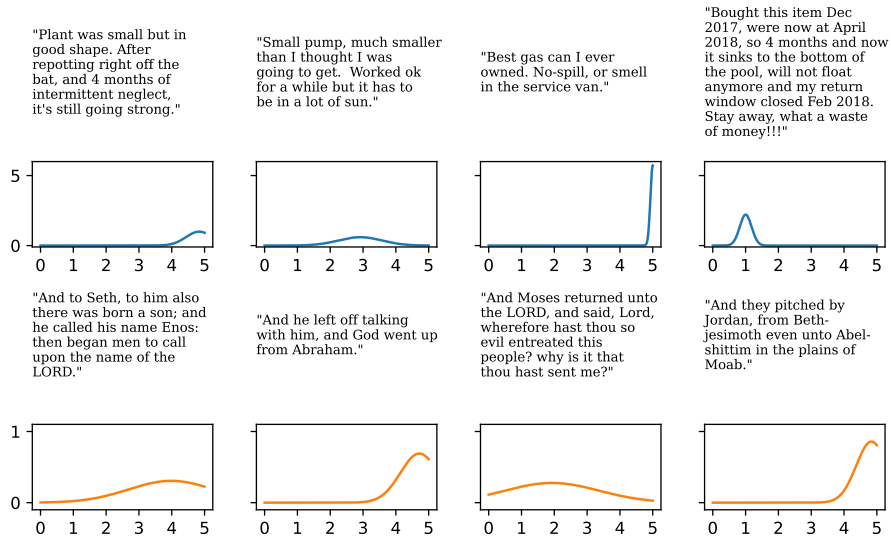 "Plant was small but in
good shape. After
repotting right off the
bat, and 4 months of
intermittent neglect,
it's still going strong."
"Small pump, much smaller
than I thought I was
going to get.  Worked ok
for a while but it has to
be in a lot of sun."
"Best gas can I ever
owned. No-spill, or smell
in the service van."
"Bought this item Dec
2017, were now at April
2018, so 4 months and now
it sinks to the bottom of
the pool, will not float
anymore and my return
window closed Feb 2018.
Stay away, what a waste
of money!!!"
5
0
0 1 2 3 4 5
0 1 2 3 4 5
0 1 2 3 4 5
0 1 2 3 4 5
"And to Seth, to him also
there was born a son; and
he called his name Enos:
then began men to call
upon the name of the
LORD."
"And he left off talking
with him, and God went up
from Abraham."
"And Moses returned unto
the LORD, and said, Lord,
wherefore hast thou so
evil entreated this
people? why is it that
thou hast sent me?"
"And they pitched by
Jordan, from Beth-
jesimoth even unto Abel-
shittim in the plains of
Moab."
1
0
0 1 2 3 4 5
0 1 2 3 4 5
0 1 2 3 4 5
0 1 2 3 4 5